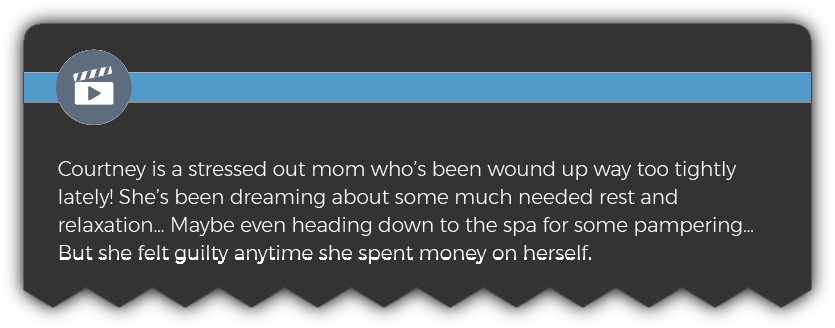 Courtney is a stressed out mom who’s been wound up way too tightly
lately! She’s been dreaming about some much needed rest and
relaxation... Maybe even heading down to the spa for some pampering...
But she felt guilty anytime she spent money on herself.